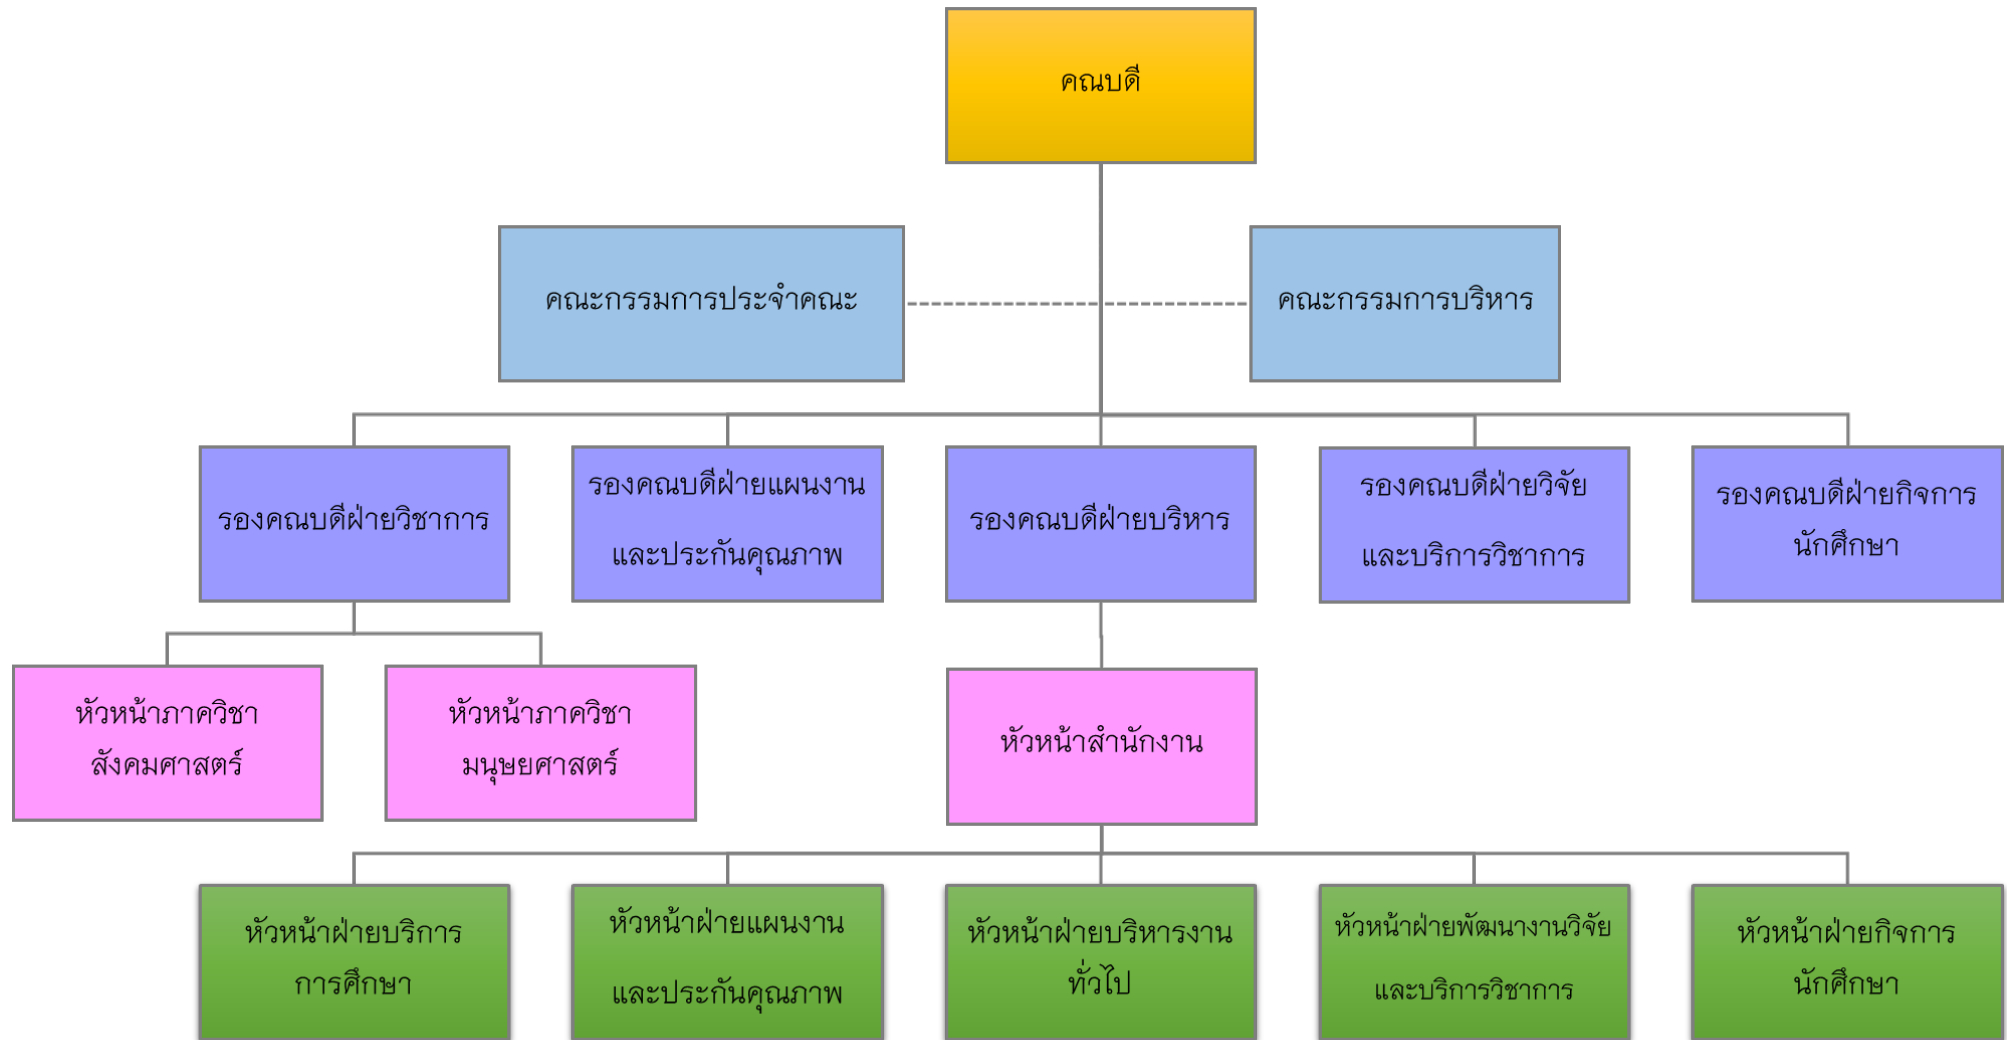 คณบดี
คณะกรรมการประจำคณะ
คณะกรรมการบริหาร
รองคณบดีฝ่ายวิชาการ
รองคณบดีฝ่ายแผนงาน
และประกันคุณภาพ
รองคณบดีฝ่ายบริหาร
รองคณบดีฝ่ายวิจัย
และบริการวิชาการ
รองคณบดีฝ่ายกิจการ
นักศึกษา
หัวหน้าภาควิชา
สังคมศาสตร์
หัวหน้าภาควิชา
มนุษยศาสตร์
หัวหน้าสำนักงาน
หัวหน้าฝ่ายบริการ
การศึกษา
หัวหน้าฝ่ายแผนงาน
และประกันคุณภาพ
หัวหน้าฝ่ายบริหารงาน
ทั่วไป
หัวหน้าฝ่ายพัฒนางานวิจัย
และบริการวิชาการ
หัวหน้าฝ่ายกิจการ
นักศึกษา